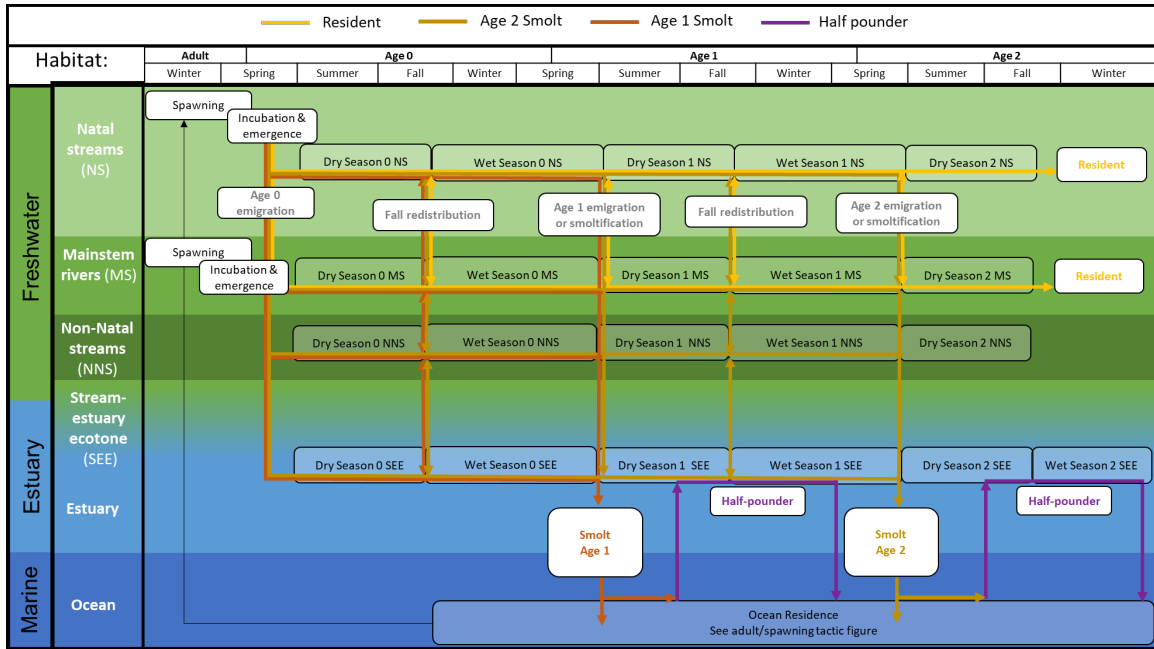 Resident
Age 2 Smolt
Age 1 Smolt
Half pounder
Habitat:
Adult
Age 0
Age 1
Age 2
Winter
Spring
Summer
Fall
Winter
Spring
Summer
Fall
Winter
Spring
Summer
Fall
Winter
Freshwater
Estuary
Marine
Natal
streams
(NS)
Spawning
Incubation &
emergence
Dry Season 0 NS
Wet Season 0 NS
Dry Season 1 NS
Wet Season 1 NS
Dry Season 2 NS
Resident
Age 0
emigration
Fall redistribution
Age 1 emigration
or smoltification
Fall redistribution
Age 2 emigration
or smoltification
Mainstem
rivers (MS)
Spawning
Incubation &
emergence
Dry Season 0 MS
Wet Season 0 MS
Dry Season 1 MS
Wet Season 1 MS
Dry Season 2 MS
Resident
Non-Natal
streams
(NNS)
Dry Season 0 NNS
Wet Season 0 NNS
Dry Season 1 NNS
Wet Season 1 NNS
Dry Season 2 NNS
Stream-
estuary
ecotone
(SEE)
Dry Season 0 SEE
Wet Season 0 SEE
Dry Season 1 SEE
Wet Season 1 SEE
Dry Season 2 SEE
Wet Season 2 SEE
Estuary
Half-pounder
Half-pounder
Smolt
Age 1
Smolt
Age 2
Ocean
Ocean Residence
See adult/spawning tactic figure